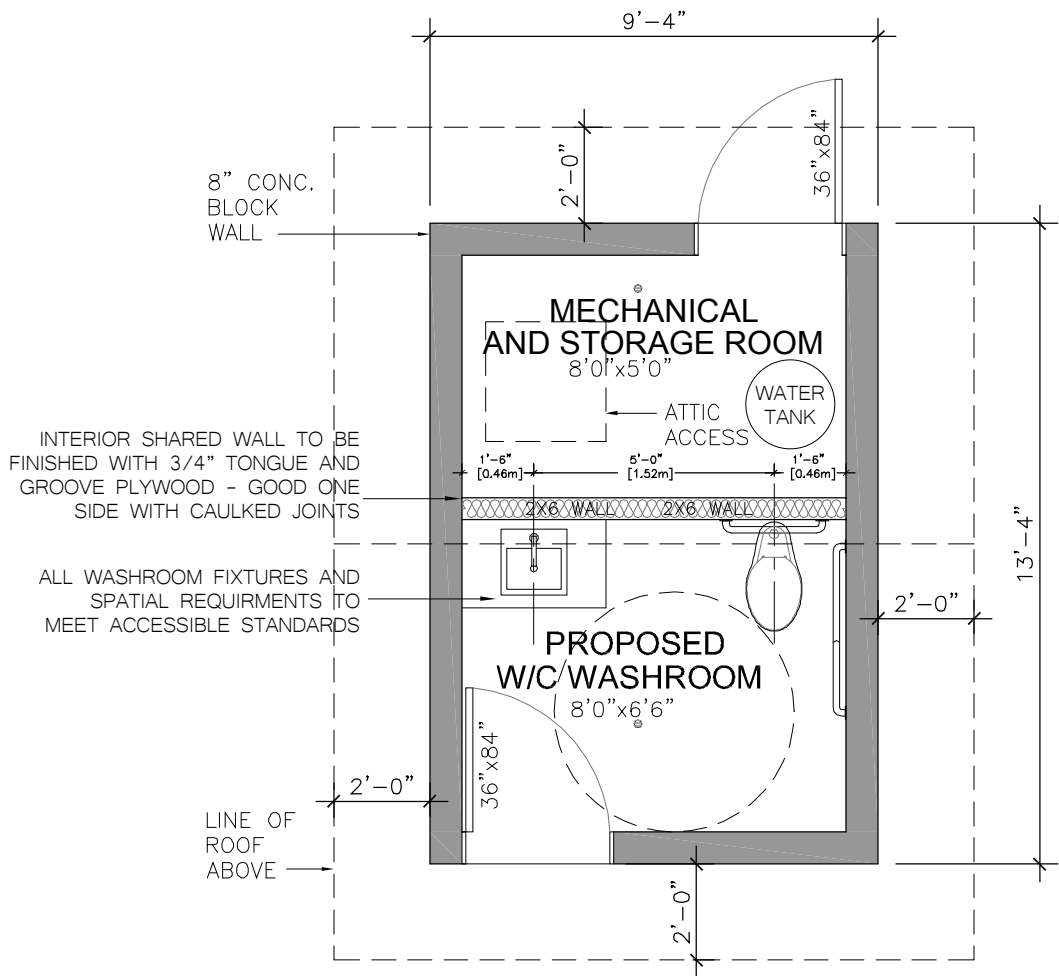 9'-4"
36"x84"
2'-0"
8" CONC.
BLOCK
WALL
MECHANICAL
AND STORAGE ROOM
8'0"x5'0"
WATER
TANK
ATTIC
ACCESS
INTERIOR SHARED WALL TO BE
FINISHED WITH 3/4" TONGUE AND
GROOVE PLYWOOD - GOOD ONE
SIDE WITH CAULKED JOINTS
1'-6"
[0.46m]
5'-0"
[1.52m]
1'-6"
[0.46m]
2X6 WALL
2X6 WALL
13'-4"
ALL WASHROOM FIXTURES AND
SPATIAL REQUIRMENTS TO
MEET ACCESSIBLE STANDARDS
2'-0"
PROPOSED
W/C WASHROOM
8'0"x6'6"
36"x84"
2'-0"
LINE OF
ROOF
ABOVE
2'-0"